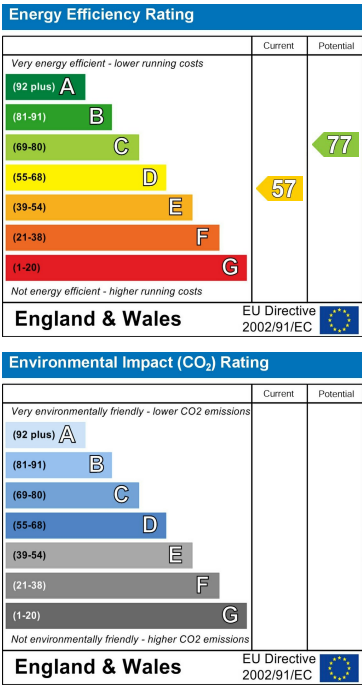 Energy Efficiency Rating
Current Potential
Very energy efficient - lower running costs
(92 plus) A
(81-91) B
(69-80) C
77
(55-68) D
57
(39-54) E
(21-38) F
(1-20) G
Not energy efficient - higher running costs
England & Wales
EU Directive
2002/91/EC
Environmental Impact (CO₂) Rating
Current Potential
Very environmentally friendly - lower CO2 emissions
(92 plus) A
(81-91) B
(69-80) C
(55-68) D
(39-54) E
(21-38) F
(1-20) G
Not environmentally friendly - higher CO2 emissions
England & Wales
EU Directive
2002/91/EC